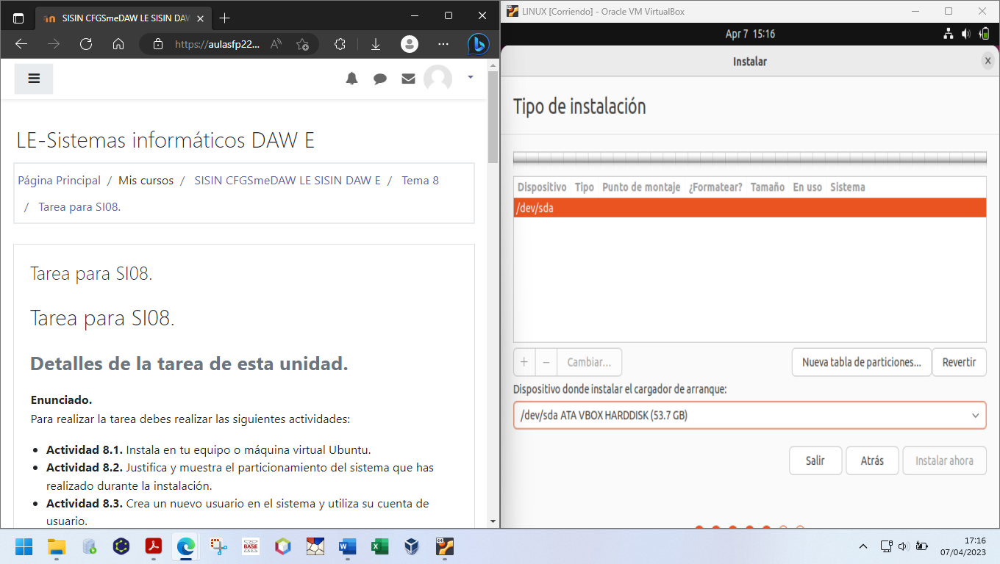 SISIN CFGSmeDAW LE SISIN DAW
https://aulasfp22...
LE-Sistemas informáticos DAW E
Página Principal / Mis cursos / SISIN CFGSmeDAW LE SISIN DAW E / Tema 8
/ Tarea para SI08.
Tarea para SI08.
Tarea para SI08.
Detalles de la tarea de esta unidad.
Enunciado.
Para realizar la tarea debes realizar las siguientes actividades:
Actividad 8.1. Instala en tu equipo o máquina virtual Ubuntu.
Actividad 8.2. Justifica y muestra el particionamiento del sistema que has
realizado durante la instalación.
Actividad 8.3. Crea un nuevo usuario en el sistema y utiliza su cuenta de
usuario.
LINUX [Corriendo] - Oracle VM VirtualBox
Apr 7 15:16
Instalar
Tipo de instalación
Dispositivo Tipo Punto de montaje ¿Formatear? Tamaño En uso Sistema
/dev/sda
+ − Cambiar... Nueva tabla de particiones... Revertir
Dispositivo donde instalar el cargador de arranque:
/dev/sda ATA VBOX HARDDISK (53.7 GB)
Salir Atrás Instalar ahora
BASE
17:16
07/04/2023